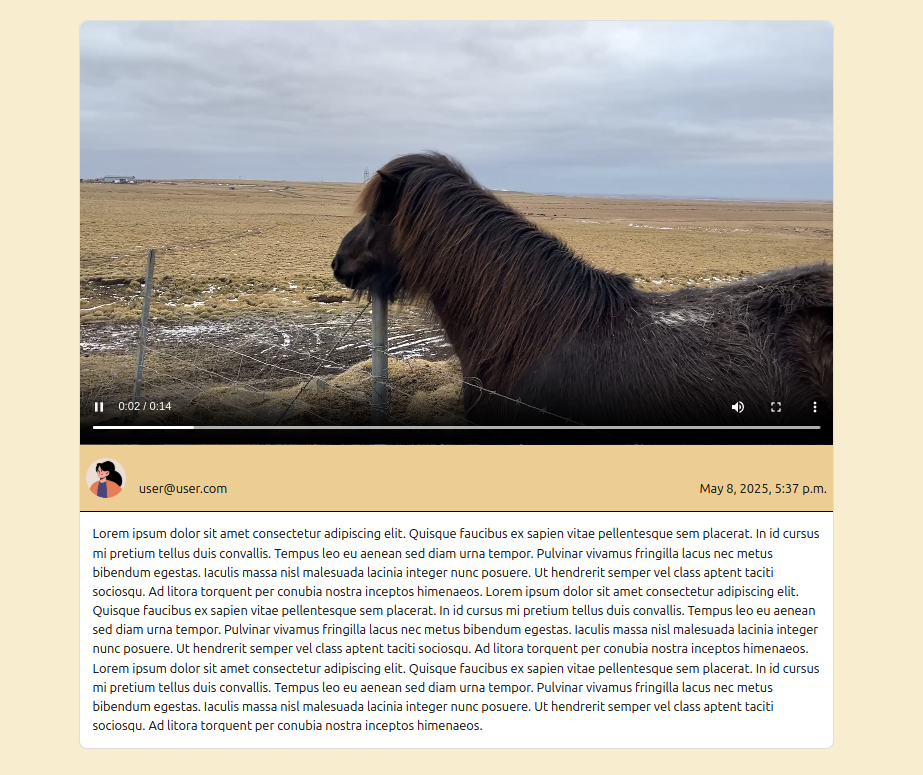 0:02 / 0:14
user@user.com
May 8, 2025, 5:37 p.m.
Lorem ipsum dolor sit amet consectetur adipiscing elit. Quisque faucibus ex sapien vitae pellentesque sem placerat. In id cursus
mi pretium tellus duis convallis. Tempus leo eu aenean sed diam urna tempor. Pulvinar vivamus fringilla lacus nec metus
bibendum egestas. Iaculis massa nisl malesuada lacinia integer nunc posuere. Ut hendrerit semper vel class aptent taciti
sociosqu. Ad litora torquent per conubia nostra inceptos himenaeos. Lorem ipsum dolor sit amet consectetur adipiscing elit.
Quisque faucibus ex sapien vitae pellentesque sem placerat. In id cursus mi pretium tellus duis convallis. Tempus leo eu aenean
sed diam urna tempor. Pulvinar vivamus fringilla lacus nec metus bibendum egestas. Iaculis massa nisl malesuada lacinia integer
nunc posuere. Ut hendrerit semper vel class aptent taciti sociosqu. Ad litora torquent per conubia nostra inceptos himenaeos.
Lorem ipsum dolor sit amet consectetur adipiscing elit. Quisque faucibus ex sapien vitae pellentesque sem placerat. In id cursus
mi pretium tellus duis convallis. Tempus leo eu aenean sed diam urna tempor. Pulvinar vivamus fringilla lacus nec metus
bibendum egestas. Iaculis massa nisl malesuada lacinia integer nunc posuere. Ut hendrerit semper vel class aptent taciti
sociosqu. Ad litora torquent per conubia nostra inceptos himenaeos.